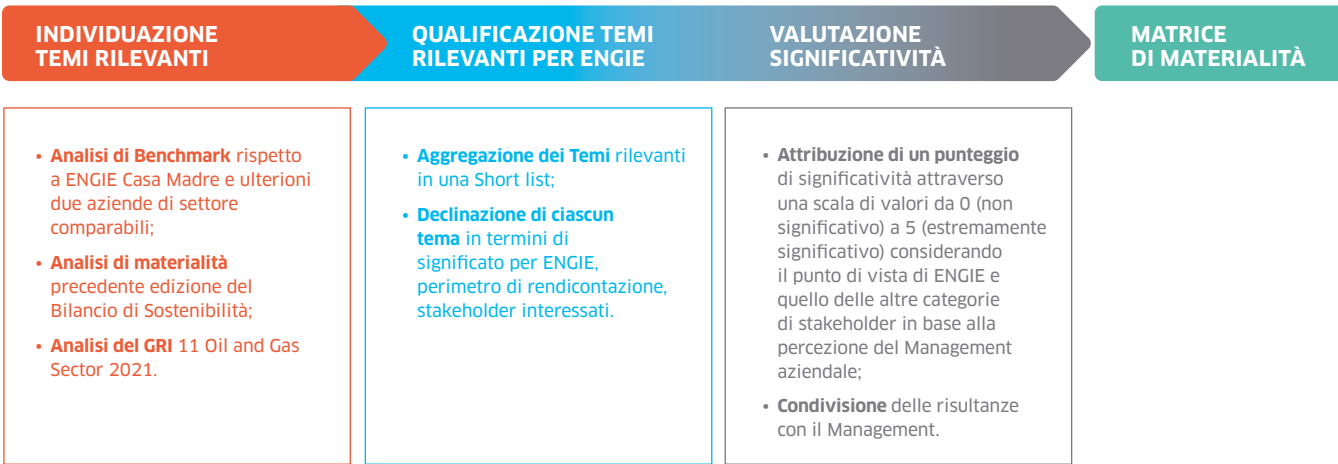 INDIVIDUAZIONE
TEMI RILEVANTI
QUALIFICAZIONE TEMI
RILEVANTI PER ENGIE
VALUTAZIONE
SIGNIFICATIVITÀ
MATRICE
DI MATERIALITÀ
• Analisi di Benchmark rispetto
a ENGIE Casa Madre e ulterioni
due aziende di settore
comparabili;
• Analisi di materialità
precedente edizione del
Bilancio di Sostenibilità;
• Analisi del GRI 11 Oil and Gas
Sector 2021.
• Aggregazione dei Temi rilevanti
in una Short list;
• Declinazione di ciascun
tema in termini di
significato per ENGIE,
perimetro di rendicontazione,
stakeholder interessati.
• Attribuzione di un punteggio
di significatività attraverso
una scala di valori da 0 (non
significativo) a 5 (estremamente
significativo) considerando
il punto di vista di ENGIE e
quello delle altre categorie
di stakeholder in base alla
percezione del Management
aziendale;
• Condivisione delle risultanze
con il Management.